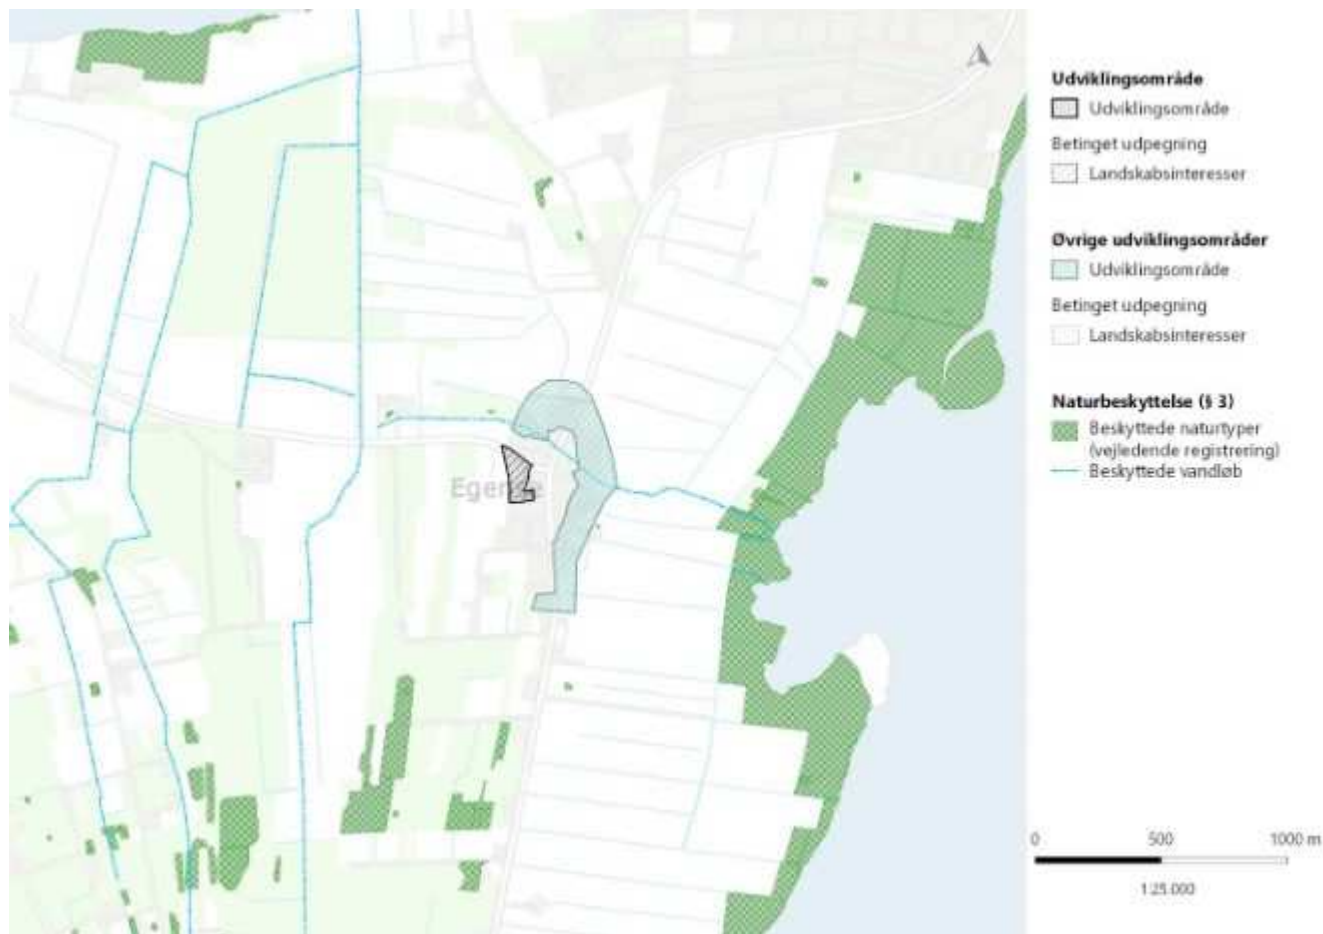 Udviklingsområde
Udviklingsområde
Betinget udpegning
Landskabsinteresser
Øvrige udviklingsområder
Udviklingsområde
Betinget udpegning
Landskabsinteresser
Naturbeskyttelse (§ 3)
Beskyttede naturtyper
(vejledende registrering)
Beskyttede vandløb
0 500 1000 m
1:25.000